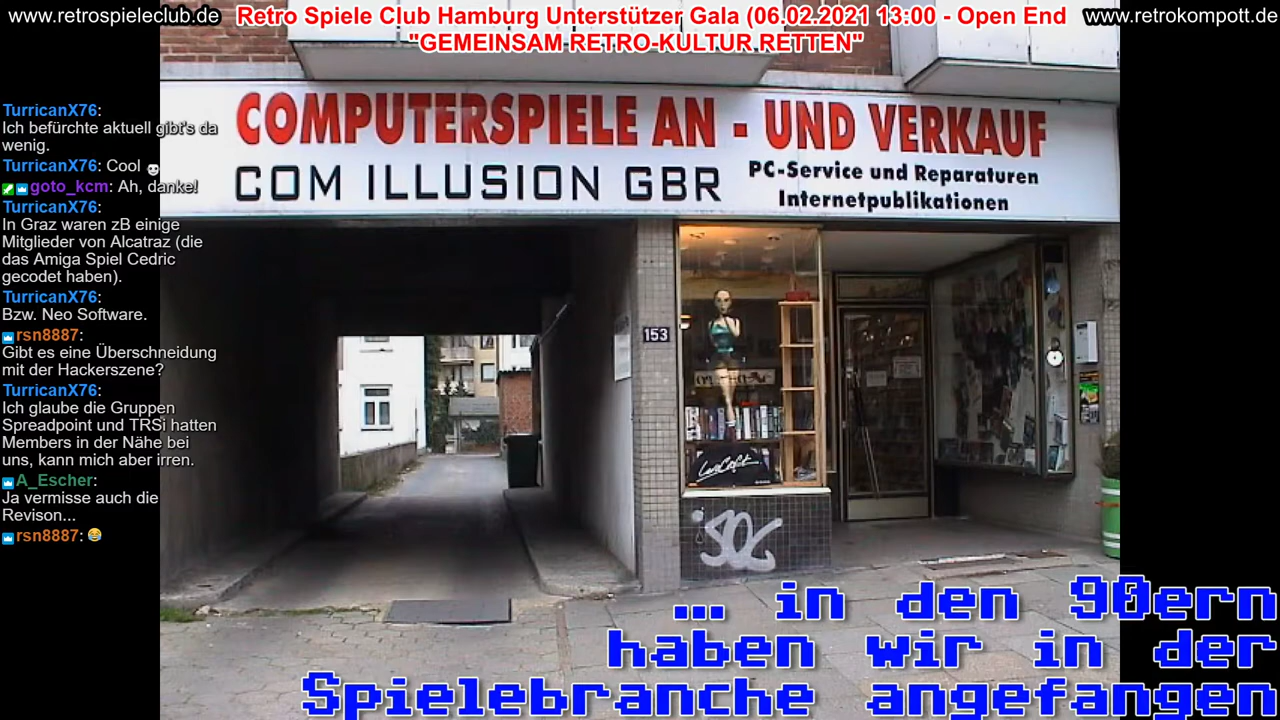 www.retrospieleclub.de
Retro Spiele Club Hamburg Unterstützer Gala (06.02.2021 13:00 - Open End
www.retrokompott.de
"GEMEINSAM RETRO-KULTUR RETTEN"
TurricanX76:
Ich befürchte aktuell gibt's da
wenig.
TurricanX76: Cool
goto_kcm: Ah, danke!
TurricanX76:
In Graz waren zB einige
Mitglieder von Alcatraz (die
das Amiga Spiel Cedric
gecodet haben).
TurricanX76:
Bzw. Neo Software.
rsn8887:
Gibt es eine Überschneidung
mit der Hackerszene?
TurricanX76:
Ich glaube die Gruppen
Spreadpoint und TRSi hatten
Members in der Nähe bei
uns, kann mich aber irren.
A_Escher:
Ja vermisse auch die
Revison...
rsn8887: 😂
COMPUTERSPIELE AN - UND VERKAUF
COM ILLUSION GBR
PC-Service und Reparaturen
Internetpublikationen
153
... in den 90ern
haben wir in der
Spielebranche angefangen